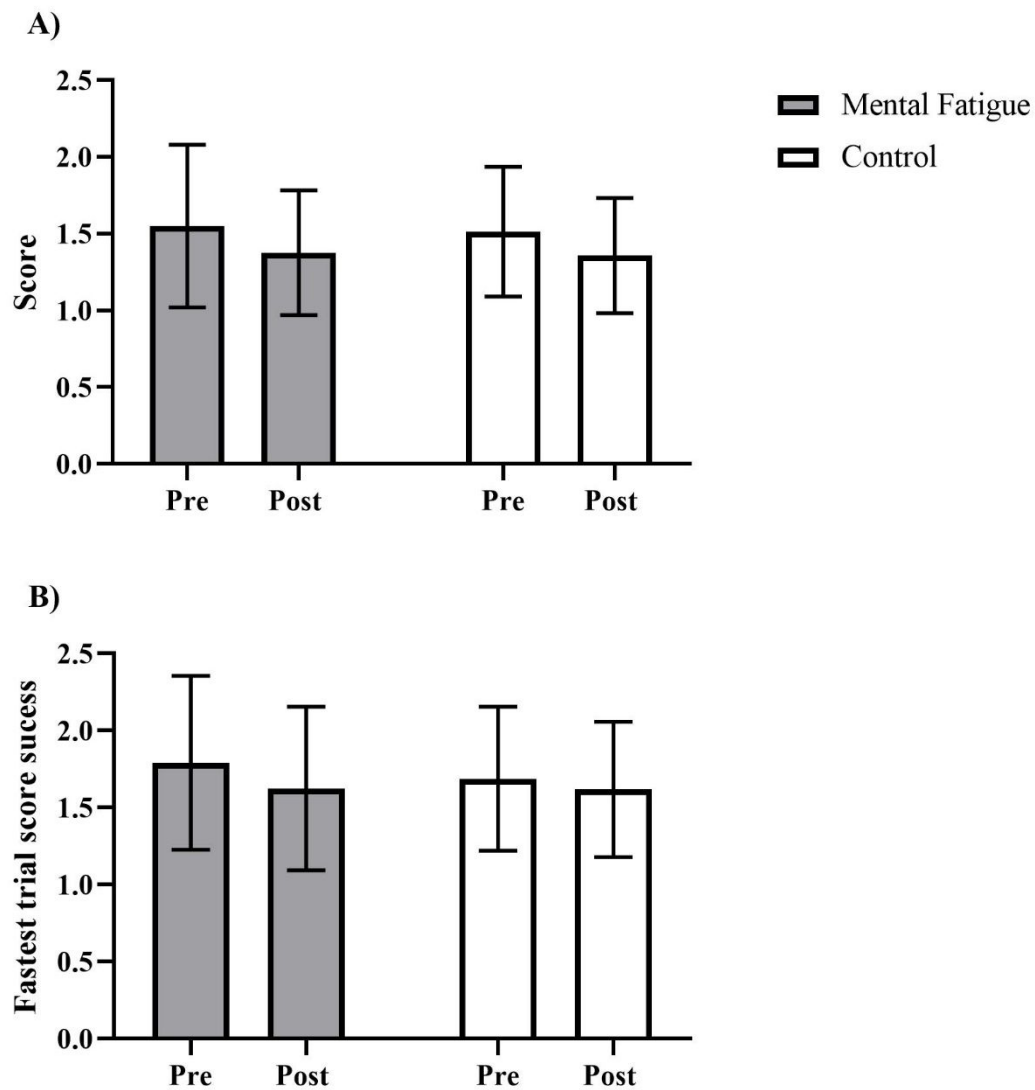 A)
2.5
2.0
1.5
1.0
0.5
0.0
Score
Pre Post Pre Post
Mental Fatigue
Control
B)
2.5
2.0
1.5
1.0
0.5
0.0
Fastest trial score sucess
Pre Post Pre Post